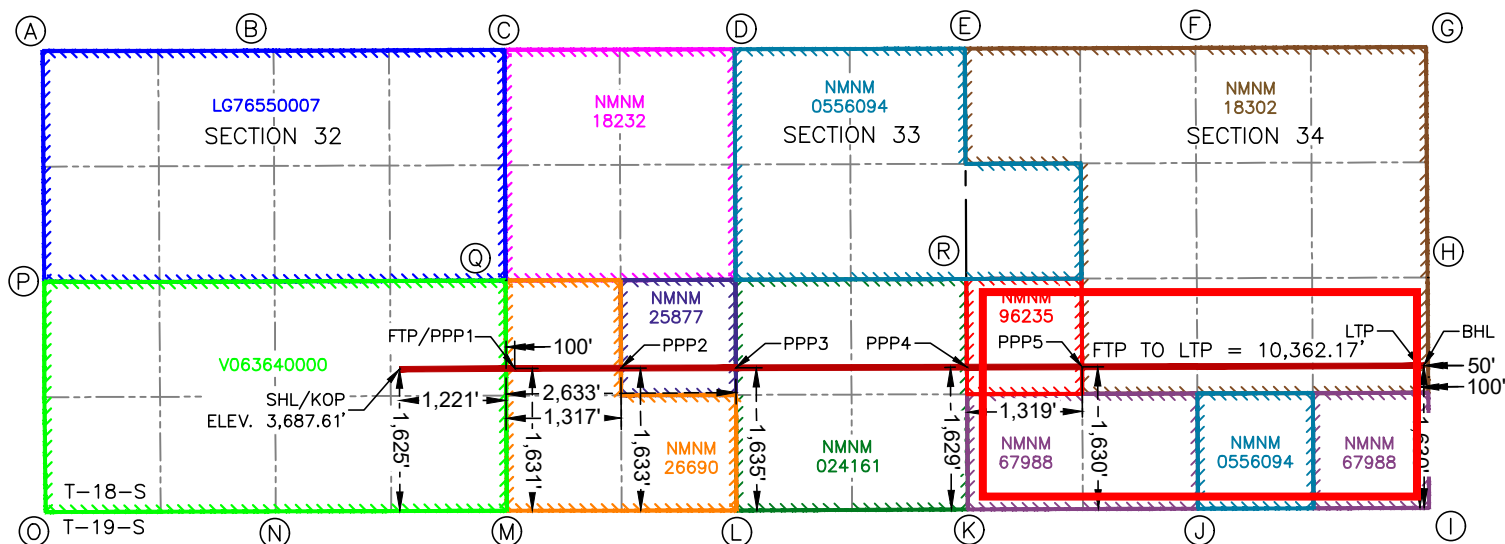 A
B
C
D
E
F
G
LG76550007
SECTION 32
NMNM
18232
NMNM
0556094
SECTION 33
NMNM
18302
SECTION 34
P
Q
R
H
NMNM
25877
NMNM
96235
FTP/PPP1
100'
PPP2
PPP3
PPP4
PPP5
FTP TO LTP = 10,362.17'
LTP
BHL
50'
100'
V063640000
SHL/KOP
ELEV. 3,687.61'
1,221'
2,633'
1,317'
1,319'
1,625'
1,631'
1,633'
1,635'
1,629'
1,630'
NMNM
26690
NMNM
024161
NMNM
67988
NMNM
0556094
NMNM
67988
T-18-S
T-19-S
O
N
M
L
K
J
I